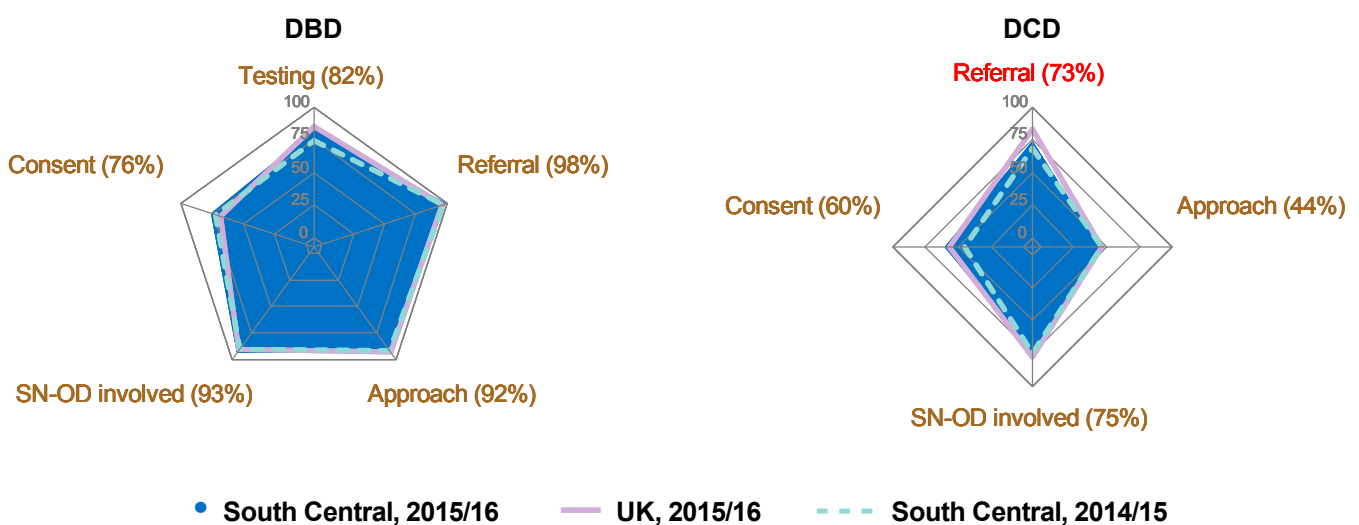 DBD
Testing (82%)
100
75
50
25
0
Consent (76%)
Referral (98%)
SN-OD involved (93%)
Approach (92%)
DCD
Referral (73%)
100
75
50
25
0
Consent (60%)
Approach (44%)
SN-OD involved (75%)
South Central, 2015/16
UK, 2015/16
South Central, 2014/15